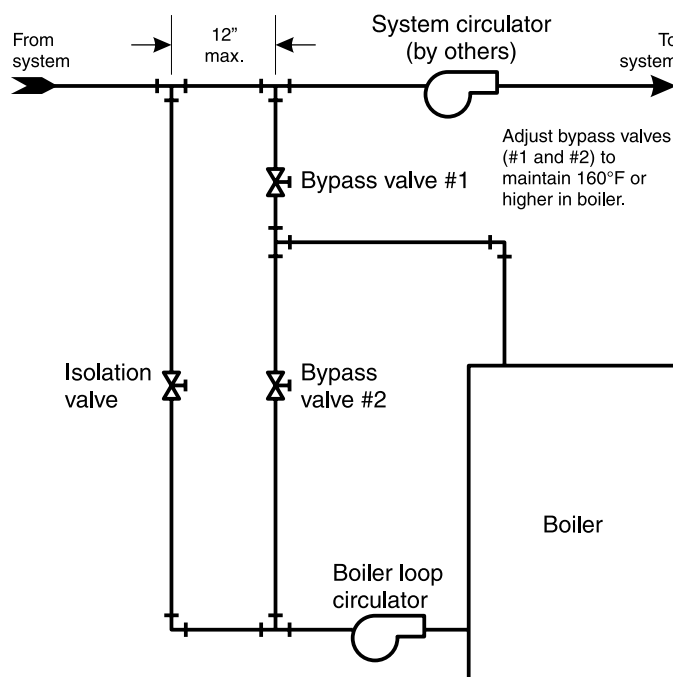 From
system
12”
max.
System circulator
(by others)
To
system
Adjust bypass valves
(#1 and #2) to
maintain 160°F or
higher in boiler.
Bypass valve #1
Isolation
valve
Bypass
valve #2
Boiler
Boiler loop
circulator